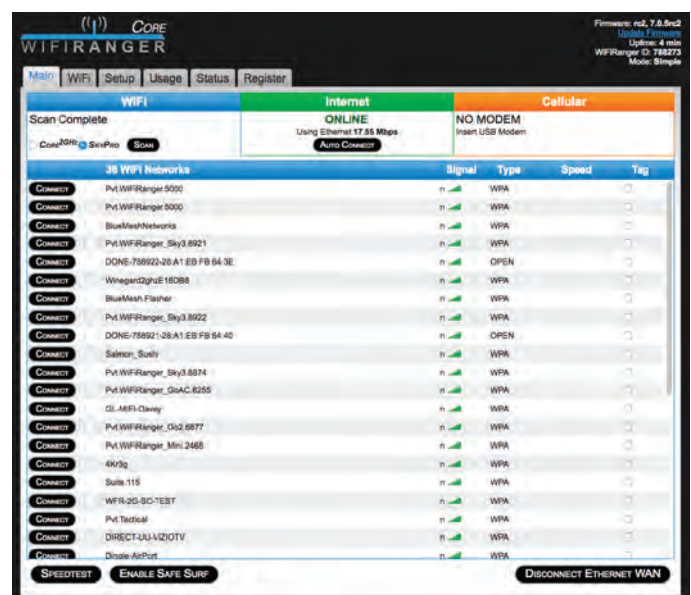 ((ⁱ)) CORE
WIFIRANGER
Firmware: rc2, 7.0.5rc2
Update Firmware
Uptime: 4 min
WiFiRanger ID: 788273
Mode: Simple
Main WiFi Setup Usage Status Register
WiFi Internet Cellular
Scan Complete
CORE2GHz SKYPRO SCAN
ONLINE
Using Ethernet 17.55 Mbps
AUTO CONNECT
NO MODEM
Insert USB Modem
38 WiFi Networks Signal Type Speed Tag
CONNECT Pvt.WiFiRanger.5000 n WPA
CONNECT Pvt.WiFiRanger.5000 n WPA
CONNECT BlueMeshNetworks n WPA
CONNECT Pvt.WiFiRanger_Sky3.8921 n WPA
CONNECT DONE-788922-28:A1:EB:FB:64:3E n OPEN
CONNECT Winegard2ghzE16DB8 n WPA
CONNECT BlueMesh.Flasher n WPA
CONNECT Pvt.WiFiRanger_Sky3.8922 n WPA
CONNECT DONE-788921-28:A1:EB:FB:64:40 n OPEN
CONNECT Salmon_Sushi n WPA
CONNECT Pvt.WiFiRanger_Sky3.8874 n WPA
CONNECT Pvt.WiFiRanger_GoAC.6255 n WPA
CONNECT GL-MIFI-Davey n WPA
CONNECT Pvt.WiFiRanger_Go2.6877 n WPA
CONNECT Pvt.WiFiRanger_Mini.2468 n WPA
CONNECT 4Kr3g n WPA
CONNECT Suite.115 n WPA
CONNECT WFR-2G-SC-TEST n WPA
CONNECT Pvt.Tactical n WPA
CONNECT DIRECT-UU-VIZIOTV n WPA
CONNECT Dingle-AirPort n WPA
SPEEDTEST ENABLE SAFE SURF DISCONNECT ETHERNET WAN